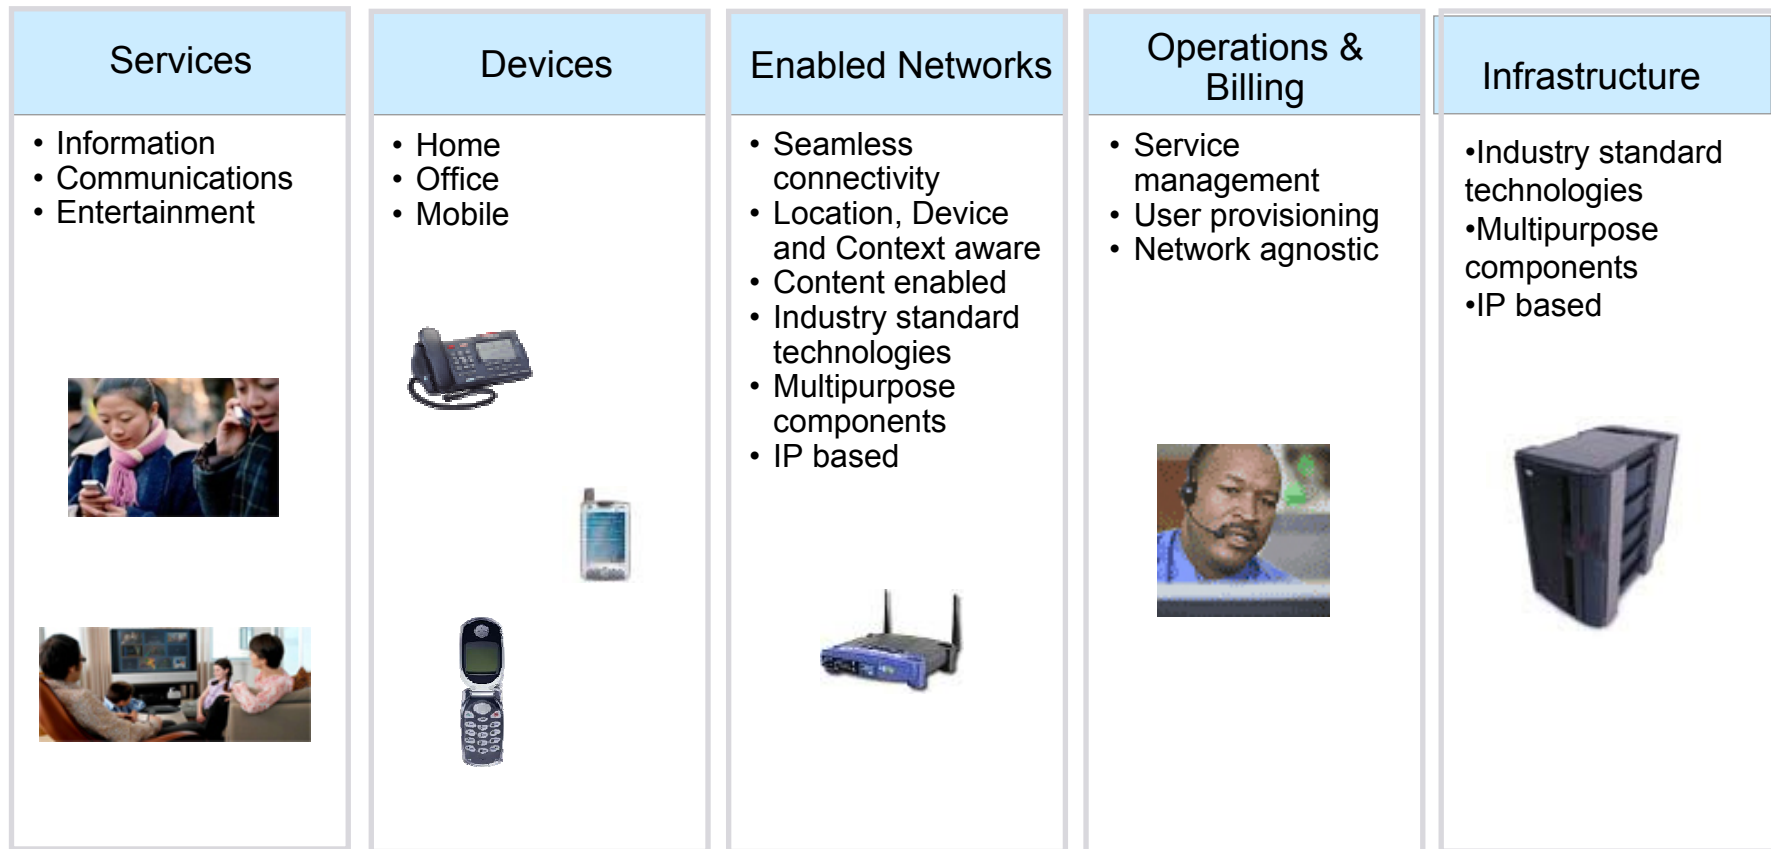 Services
• Information
• Communications
• Entertainment
Devices
• Home
• Office
• Mobile
Enabled Networks
• Seamless
connectivity
• Location, Device
and Context aware
• Content enabled
• Industry standard
technologies
• Multipurpose
components
• IP based
Operations &
Billing
• Service
management
• User provisioning
• Network agnostic
Infrastructure
•Industry standard
technologies
•Multipurpose
components
•IP based